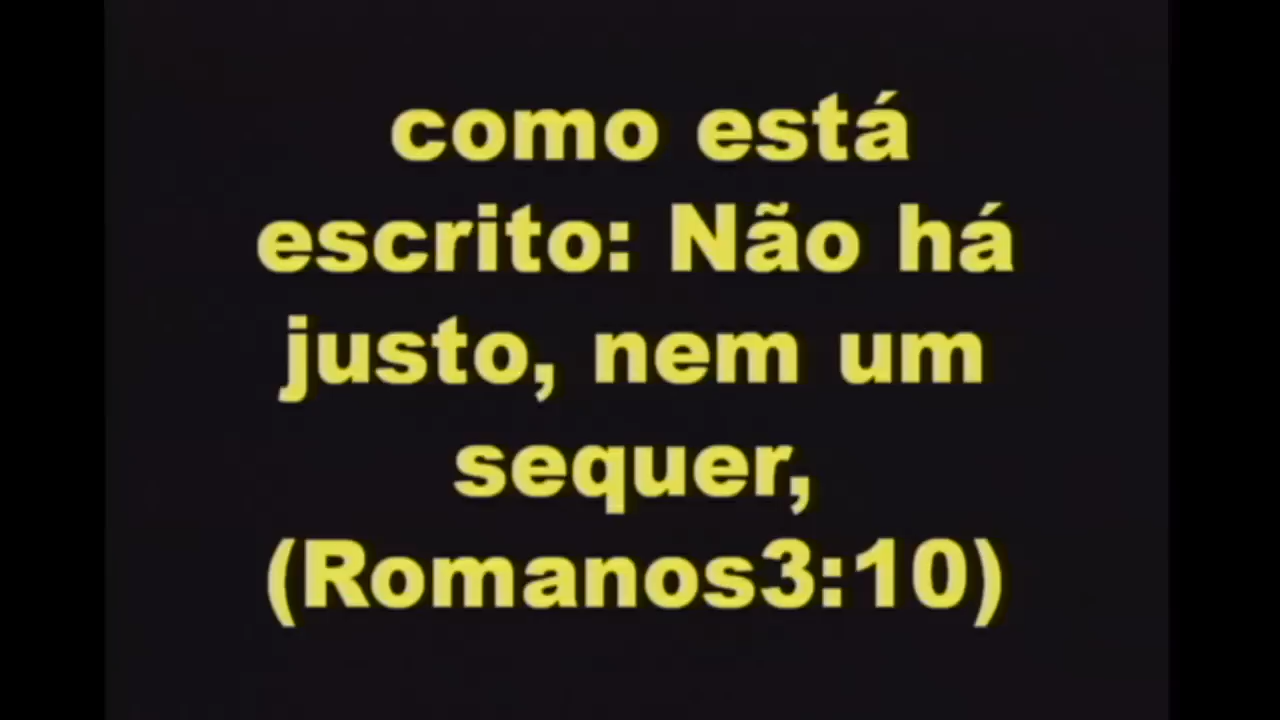 como está
escrito: Não há
justo, nem um
sequer,
(Romanos3:10)